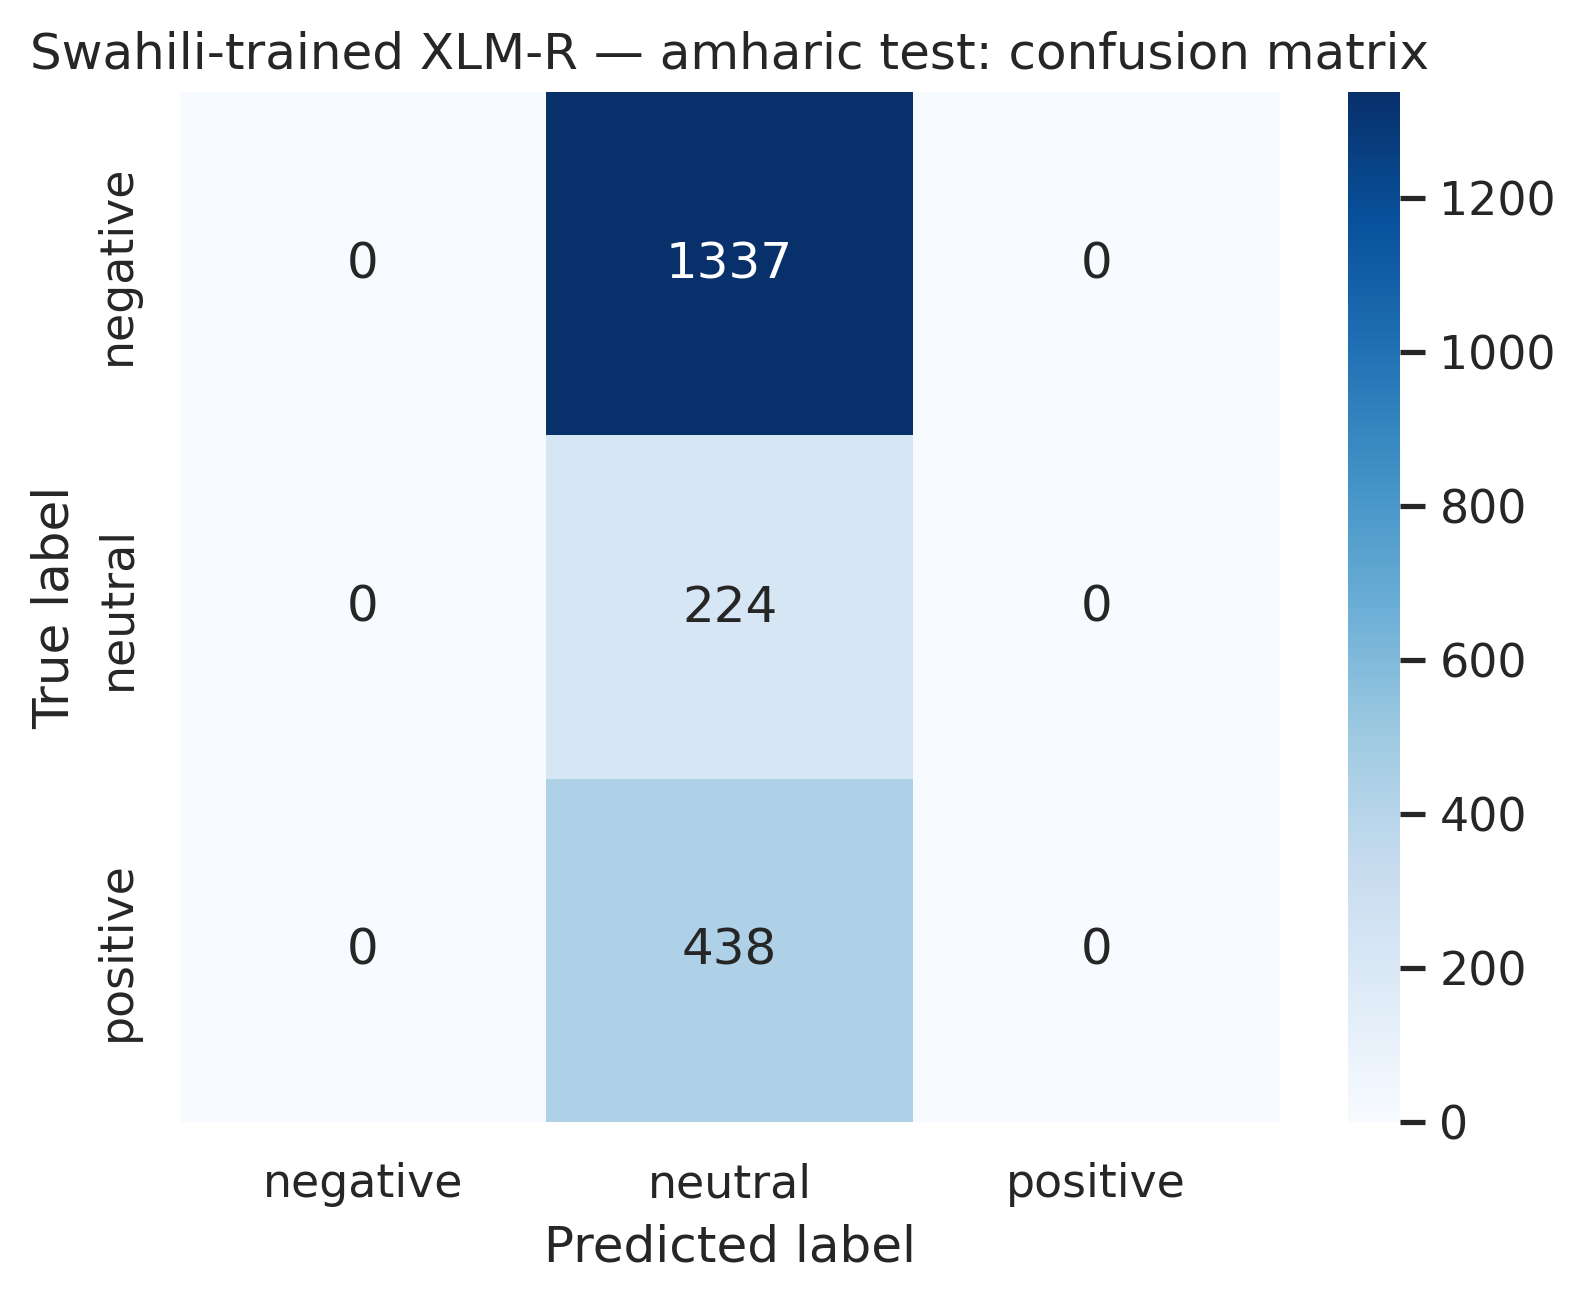 Swahili-trained XLM-R — amharic test: confusion matrix
True label
negative
0 1337 0
neutral
0 224 0
positive
0 438 0
negative neutral positive
Predicted label
1200
1000
800
600
400
200
0